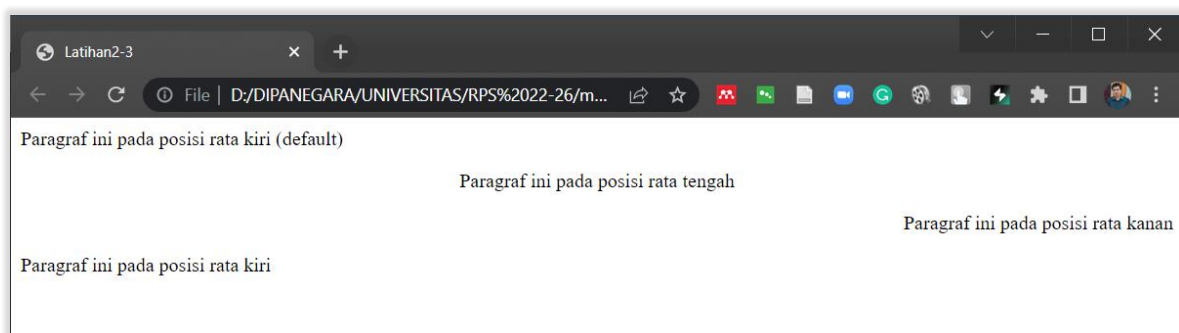 Latihan2-3
File | D:/DIPANEGARA/UNIVERSITAS/RPS%2022-26/m...
Paragraf ini pada posisi rata kiri (default)
Paragraf ini pada posisi rata tengah
Paragraf ini pada posisi rata kanan
Paragraf ini pada posisi rata kiri